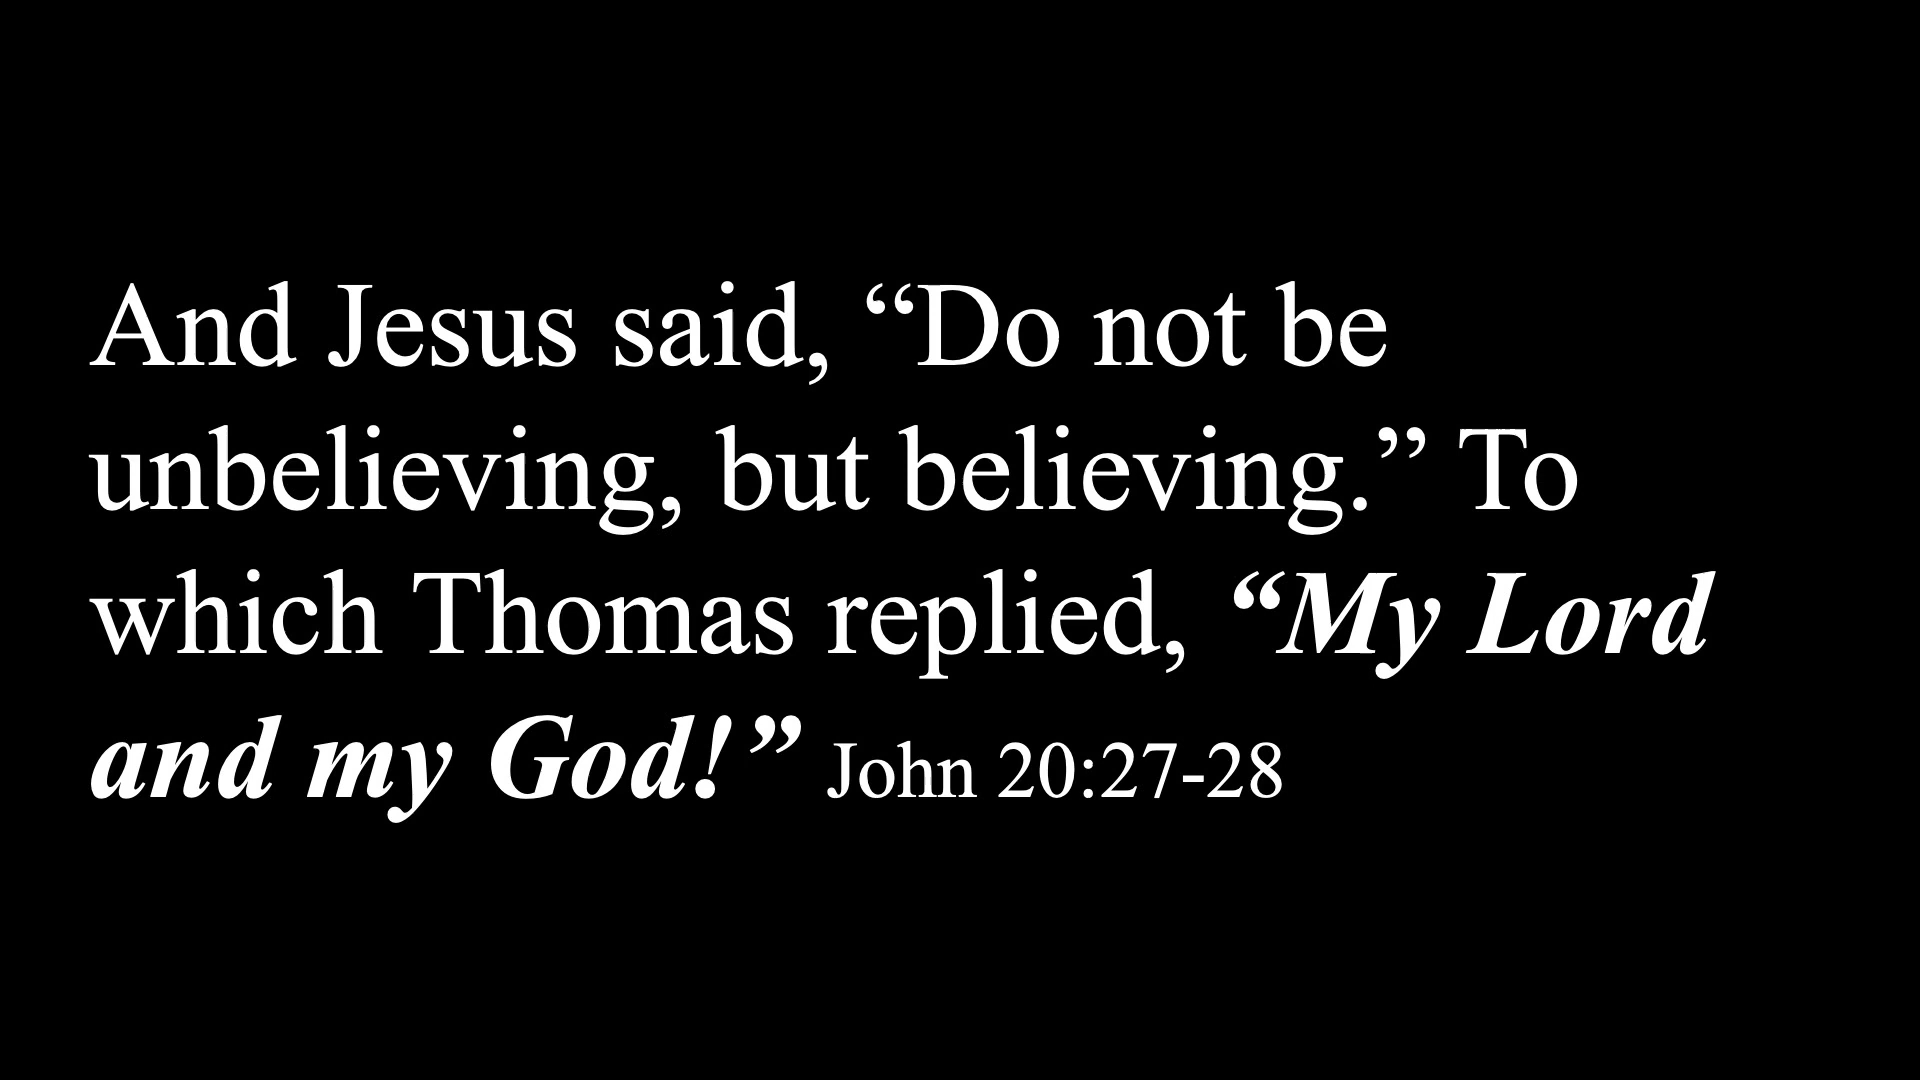 And Jesus said, “Do not be
unbelieving, but believing.” To
which Thomas replied, “My Lord
and my God!” John 20:27-28